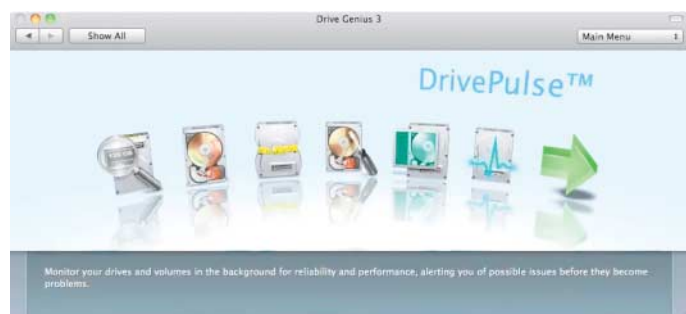 Drive Genius 3
Show All
Main Menu
DrivePulse™
Monitor your drives and volumes in the background for reliability and performance, alerting you of possible issues before they become
problems.